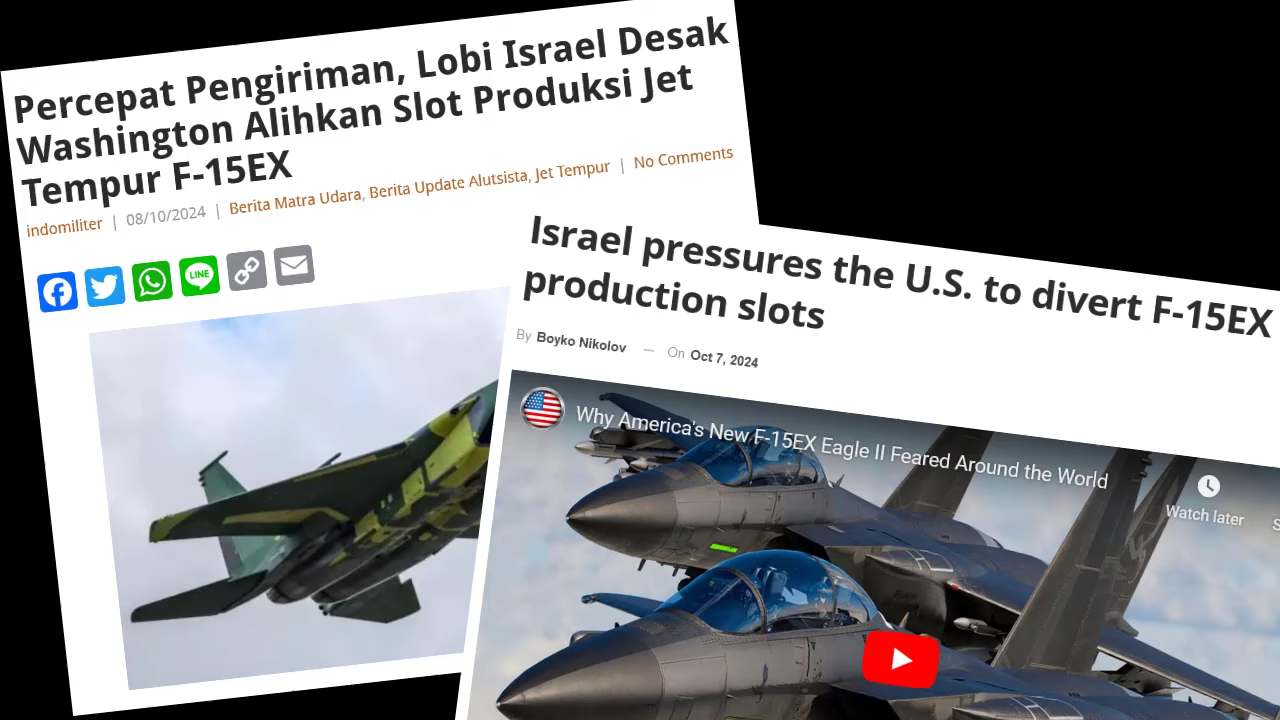 Percepat Pengiriman, Lobi Israel Desak
Washington Alihkan Slot Produksi Jet
Tempur F-15EX
indomiliter | 08/10/2024 | Berita Matra Udara, Berita Update Alutsista, Jet Tempur | No Comments
LINE
Israel pressures the U.S. to divert F-15EX
production slots
By Boyko Nikolov — On Oct 7, 2024
Why America's New F-15EX Eagle II Feared Around the World
Watch later
S